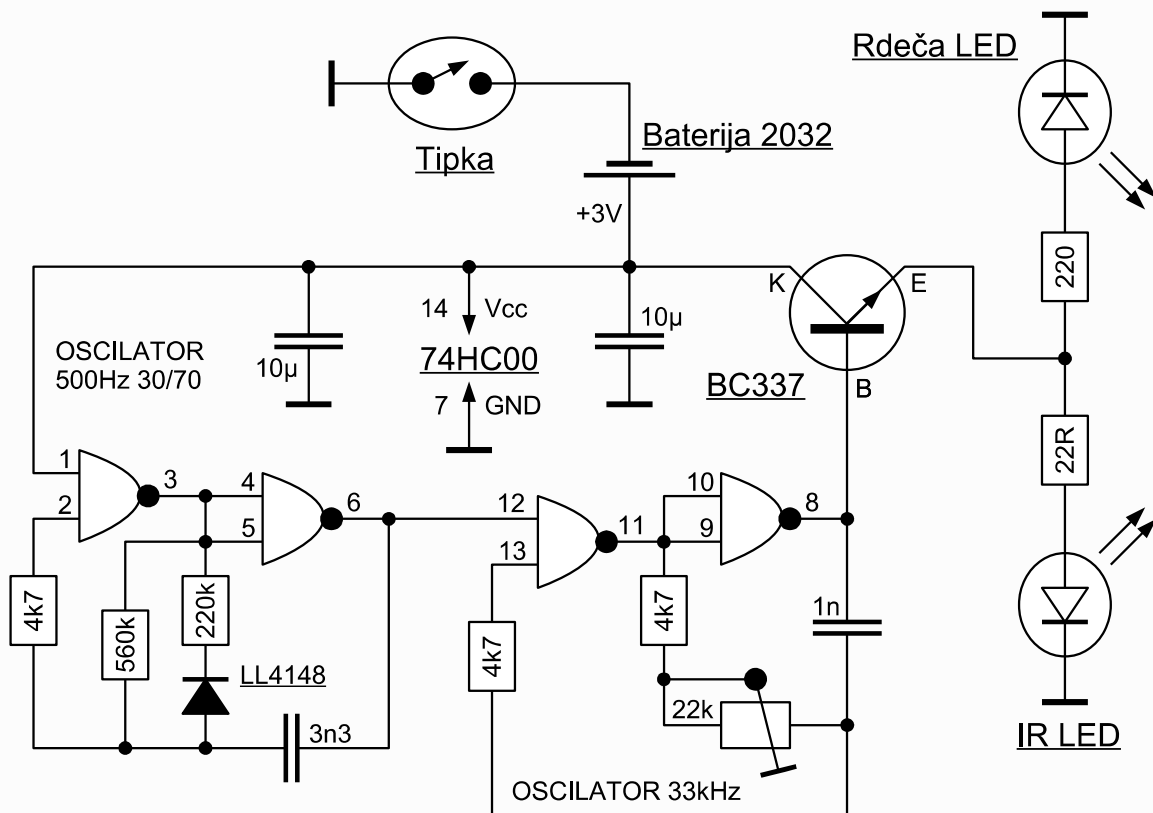 Rdeča LED
Tipka
Baterija 2032
+3V
220
K
E
B
BC337
10µ
14 Vcc
74HC00
7 GND
10µ
OSCILATOR
500Hz 30/70
22R
1
2
3
4
5
6
12
13
11
10
9
8
4k7
560k
220k
LL4148
3n3
4k7
4k7
1n
22k
IR LED
OSCILATOR 33kHz